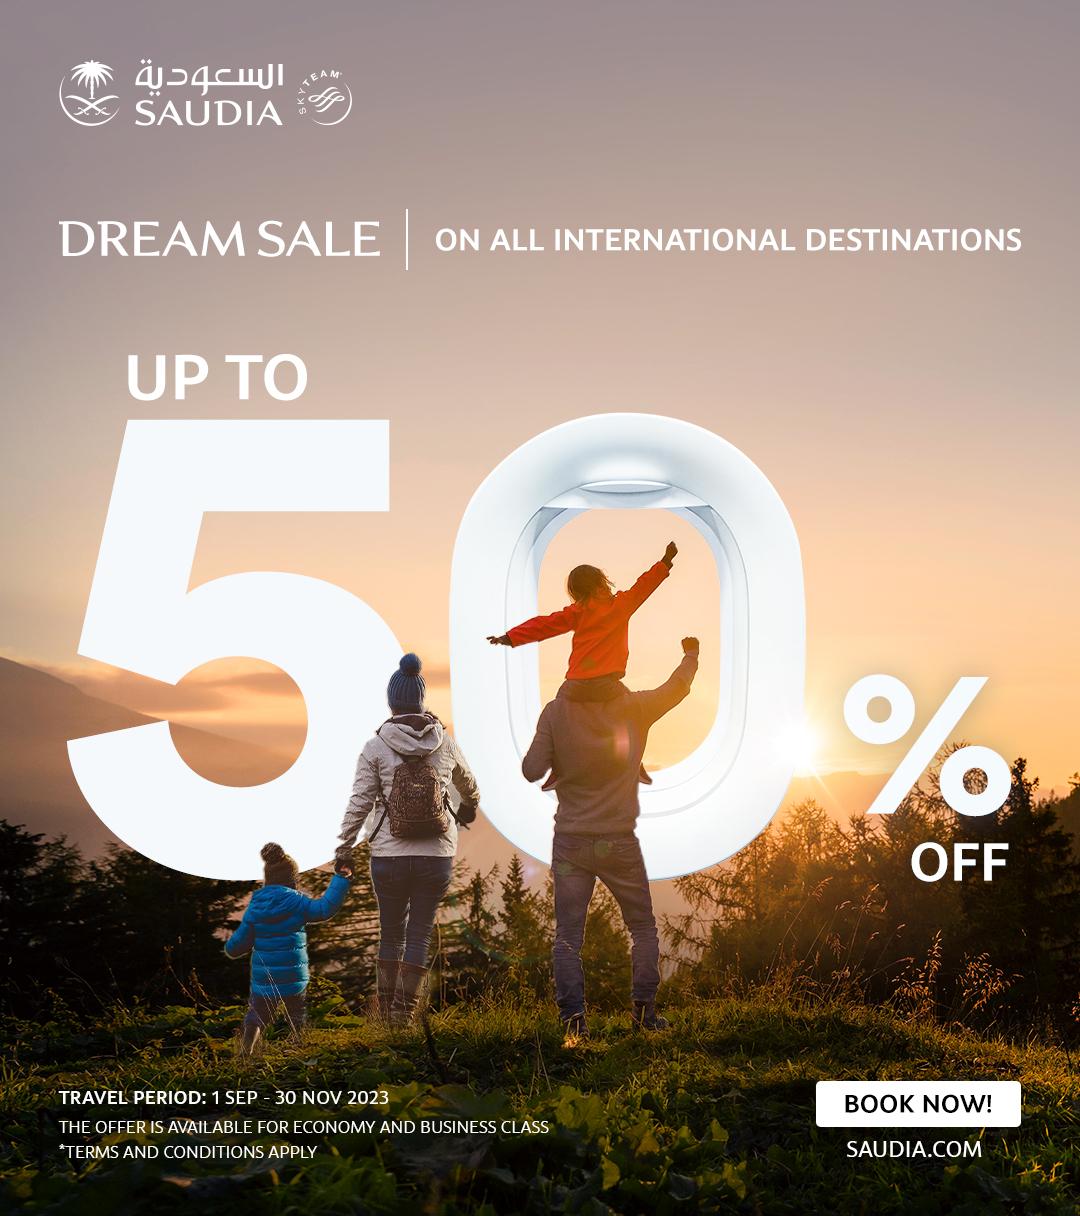 السعودية
SAUDIA
SKYTEAM
DREAM SALE | ON ALL INTERNATIONAL DESTINATIONS
UP TO
50%
OFF
TRAVEL PERIOD: 1 SEP - 30 NOV 2023
THE OFFER IS AVAILABLE FOR ECONOMY AND BUSINESS CLASS
*TERMS AND CONDITIONS APPLY
BOOK NOW!
SAUDIA.COM